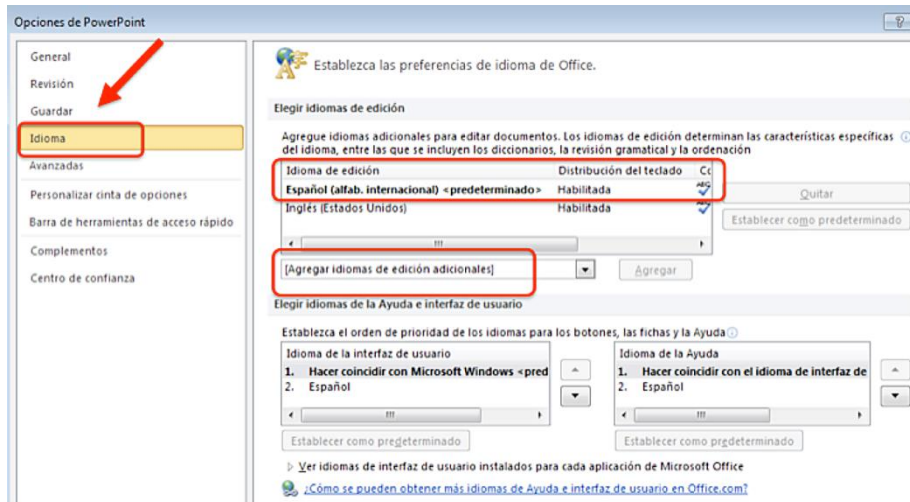 Opciones de PowerPoint
General
Revisión
Guardar
Idioma
Avanzadas
Personalizar cinta de opciones
Barra de herramientas de acceso rápido
Complementos
Centro de confianza
Establezca las preferencias de idioma de Office.
Elegir idiomas de edición
Agregue idiomas adicionales para editar documentos. Los idiomas de edición determinan las características específicas
del idioma, entre las que se incluyen los diccionarios, la revisión gramatical y la ordenación
Idioma de edición Distribución del teclado Cc
Español (alfab. internacional) <predeterminado> Habilitada
Inglés (Estados Unidos) Habilitada
Quitar
Establecer como predeterminado
[Agregar idiomas de edición adicionales] Agregar
Elegir idiomas de la Ayuda e interfaz de usuario
Establezca el orden de prioridad de los idiomas para los botones, las fichas y la Ayuda
Idioma de la interfaz de usuario
1. Hacer coincidir con Microsoft Windows <pred
2. Español
Establecer como predeterminado
Idioma de la Ayuda
1. Hacer coincidir con el idioma de interfaz de
2. Español
Establecer como predeterminado
Ver idiomas de interfaz de usuario instalados para cada aplicación de Microsoft Office
¿Cómo se pueden obtener más idiomas de Ayuda e interfaz de usuario en Office.com?